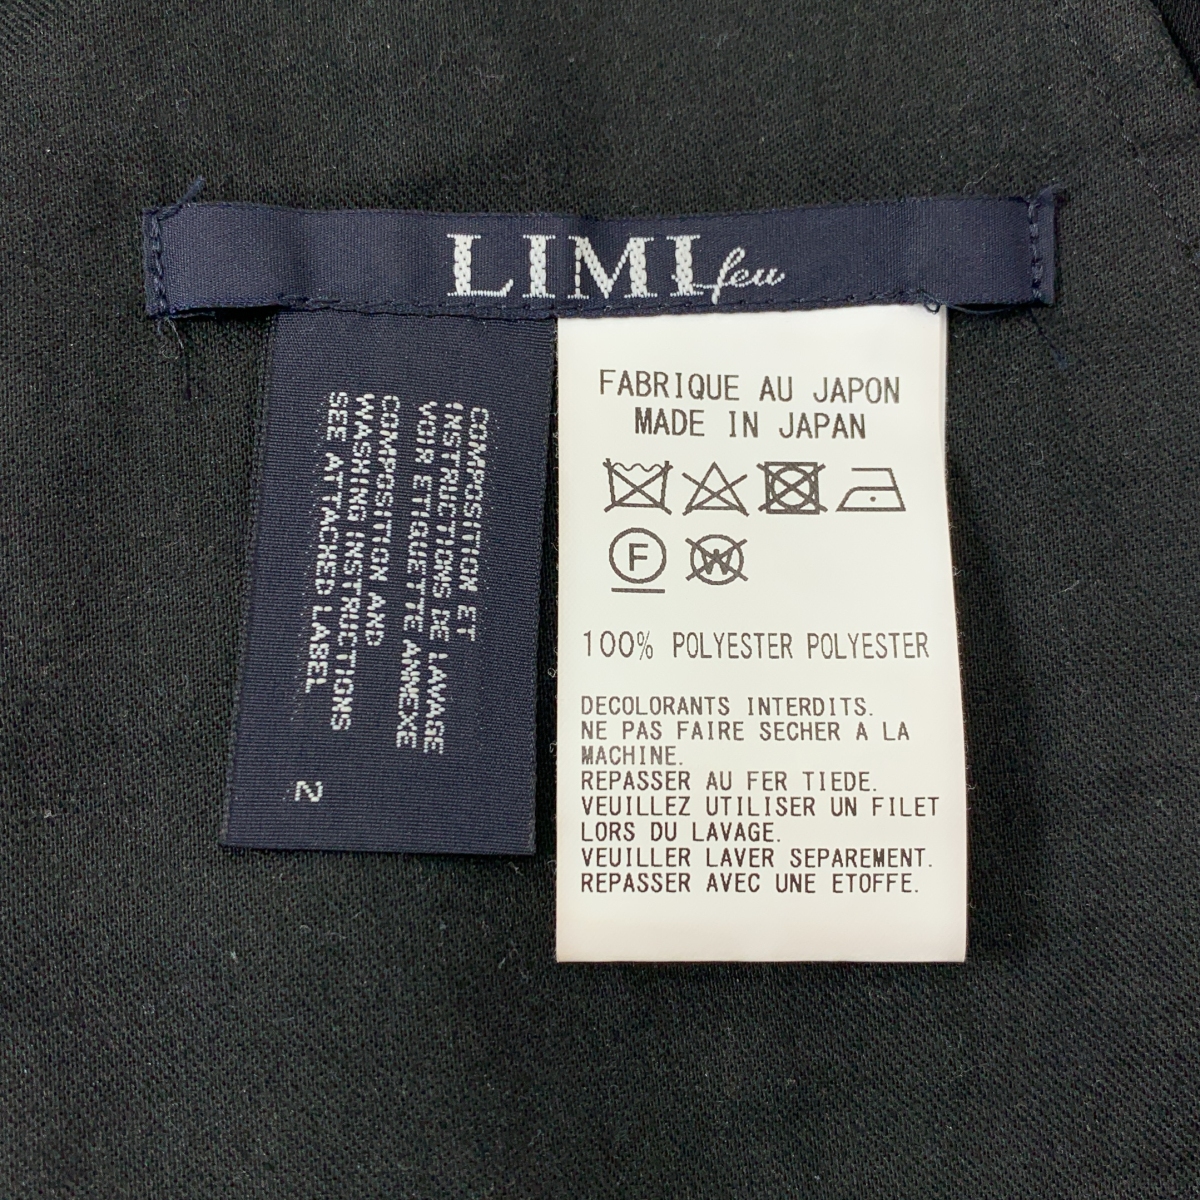 LIMI feu
COMPOSITION ET
INSTRUCTIONS DE LAVAGE
VOIR ETIQUETTE ANNEXE
COMPOSITION AND
WASHING INSTRUCTIONS
SEE ATTACHED LABEL
2
FABRIQUE AU JAPON
MADE IN JAPAN
F W
100% POLYESTER POLYESTER
DECOLORANTS INTERDITS.
NE PAS FAIRE SECHER A LA
MACHINE.
REPASSER AU FER TIEDE.
VEUILLEZ UTILISER UN FILET
LORS DU LAVAGE.
VEUILLER LAVER SEPAREMENT.
REPASSER AVEC UNE ETOFFE.